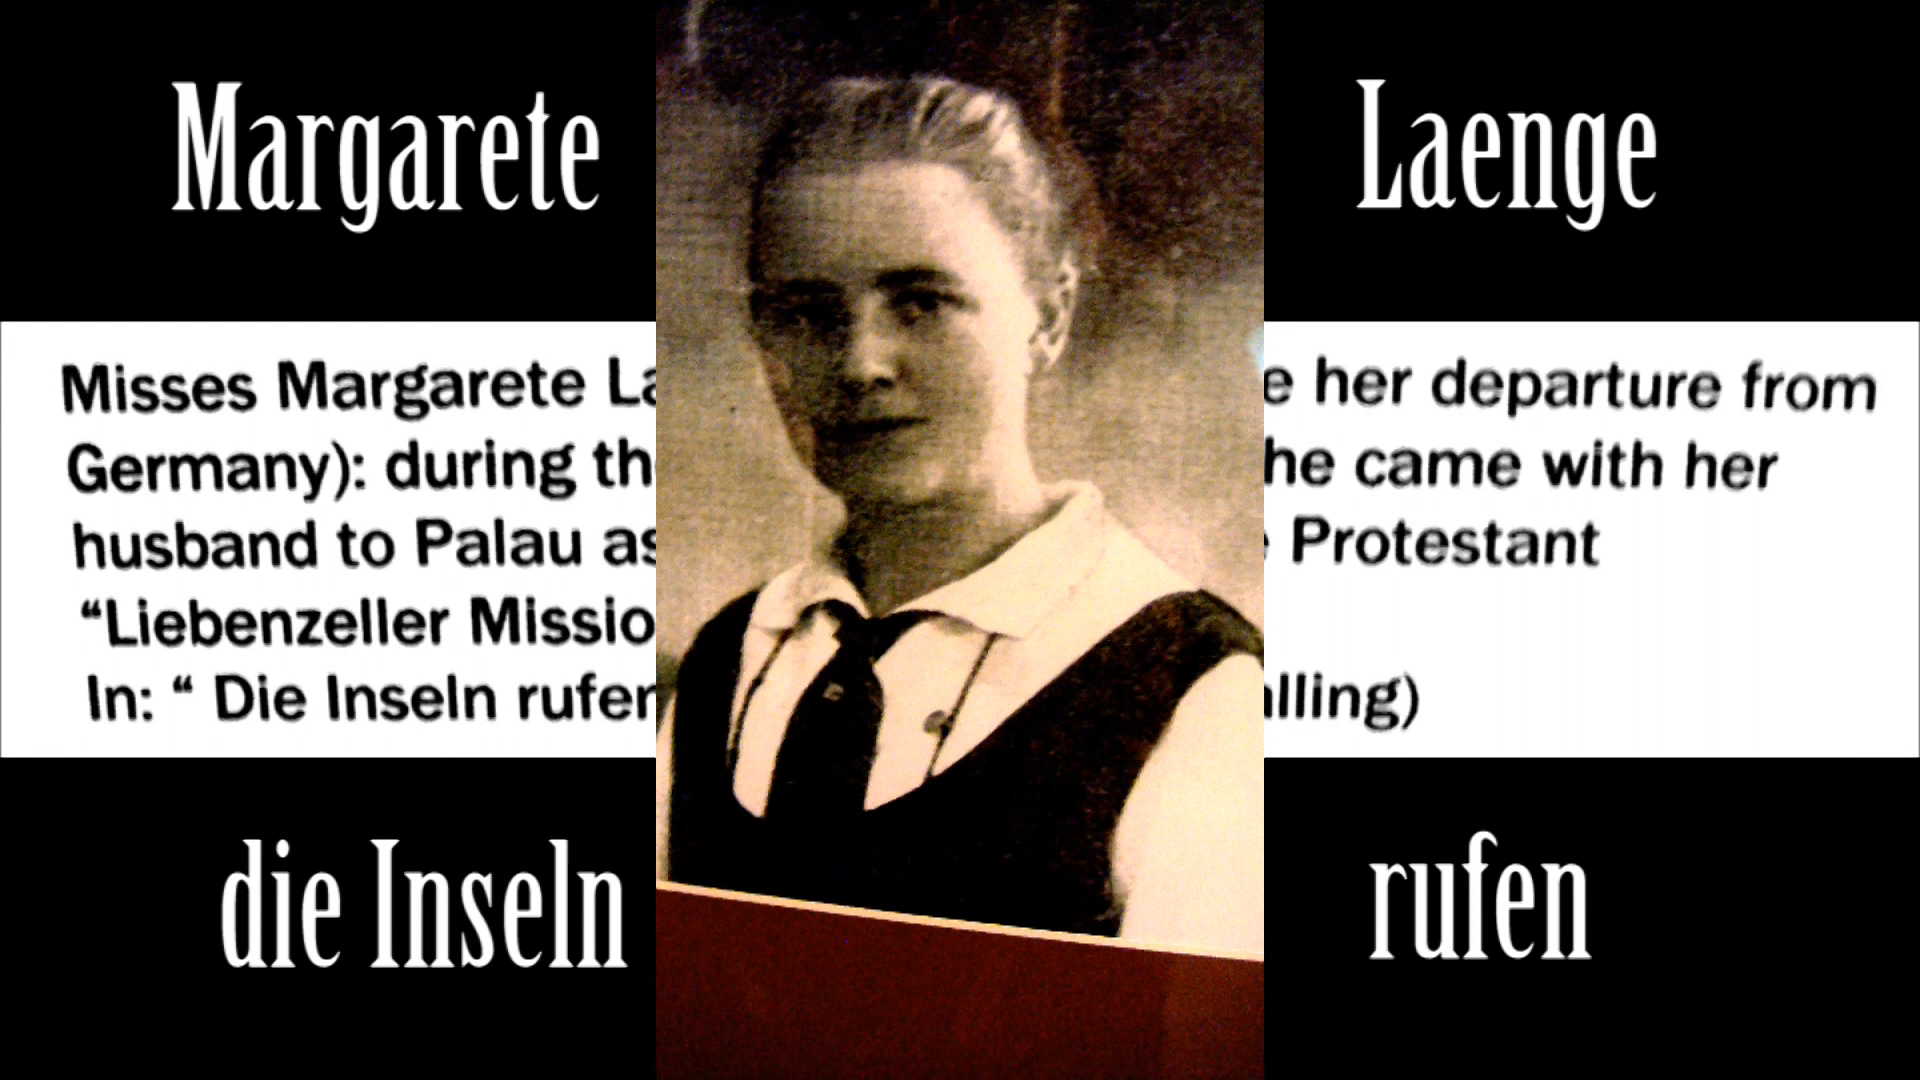 Margarete Laenge
Misses Margarete La e her departure from
Germany): during th he came with her
husband to Palau as Protestant
“Liebenzeller Missio
In: “ Die Inseln rufen alling)
die Inseln rufen